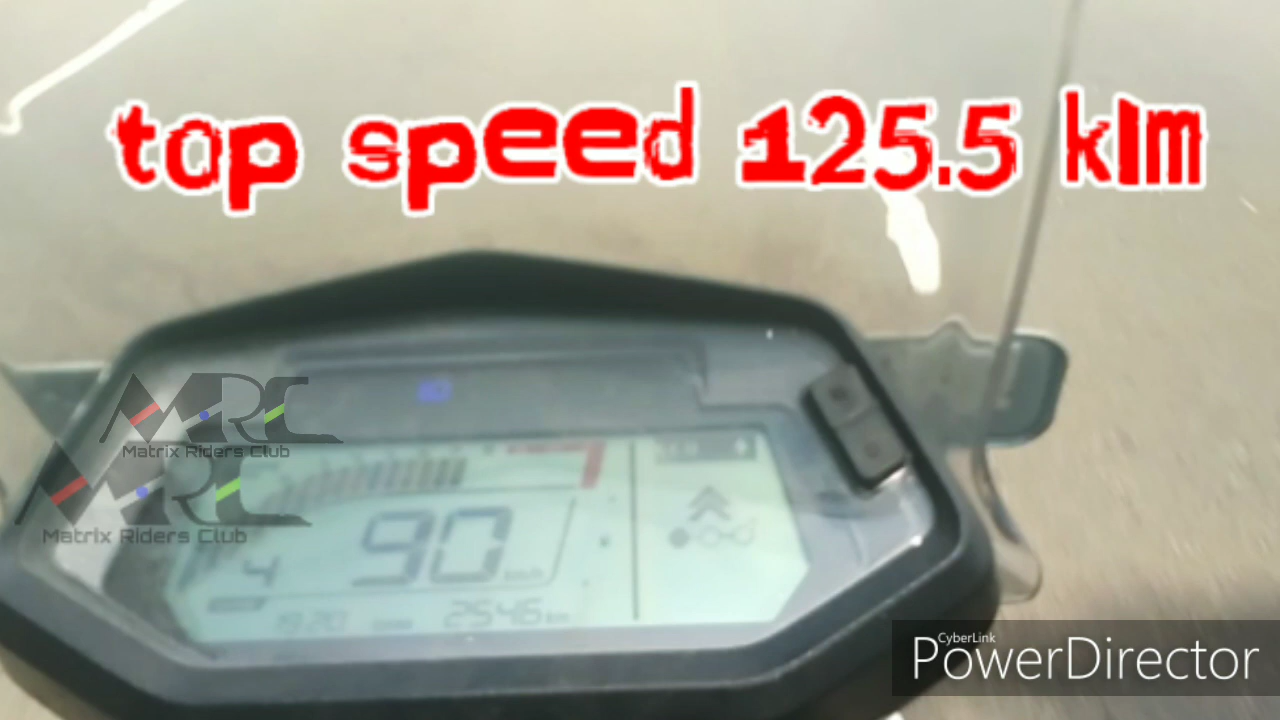 top speed 125.5 klm
MRC
Matrix Riders Club
MRC
Matrix Riders Club
90 km/h
4
2546 km
CyberLink
PowerDirector